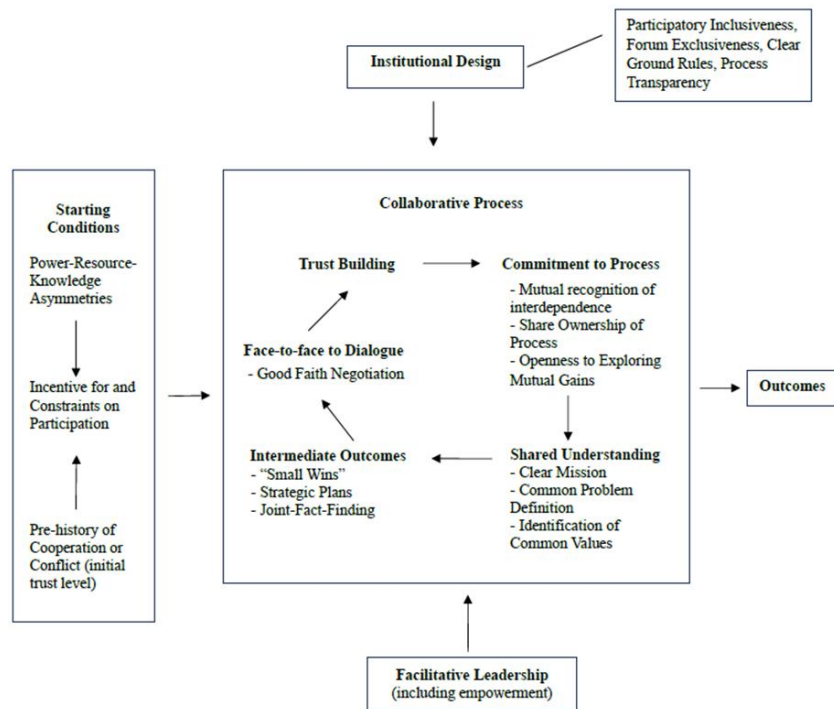 Participatory Inclusiveness,
Forum Exclusiveness, Clear
Ground Rules, Process
Transparency
Institutional Design
Starting
Conditions
Power-Resource-
Knowledge
Asymmetries
Incentive for and
Constraints on
Participation
Pre-history of
Cooperation or
Conflict (initial
trust level)
Collaborative Process
Trust Building
Commitment to Process
- Mutual recognition of
interdependence
- Share Ownership of
Process
- Openness to Exploring
Mutual Gains
Face-to-face to Dialogue
- Good Faith Negotiation
Intermediate Outcomes
- “Small Wins”
- Strategic Plans
- Joint-Fact-Finding
Shared Understanding
- Clear Mission
- Common Problem
Definition
- Identification of
Common Values
Outcomes
Facilitative Leadership
(including empowerment)